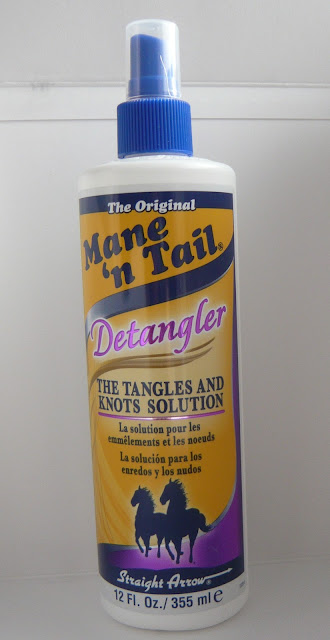 The Original
Mane
'n Tail®
Detangler
THE TANGLES AND
KNOTS SOLUTION
La solution pour les
emmêlements et les noeuds
La solución para los
enredos y los nudos
Straight Arrow®
12 Fl. Oz./ 355 ml e